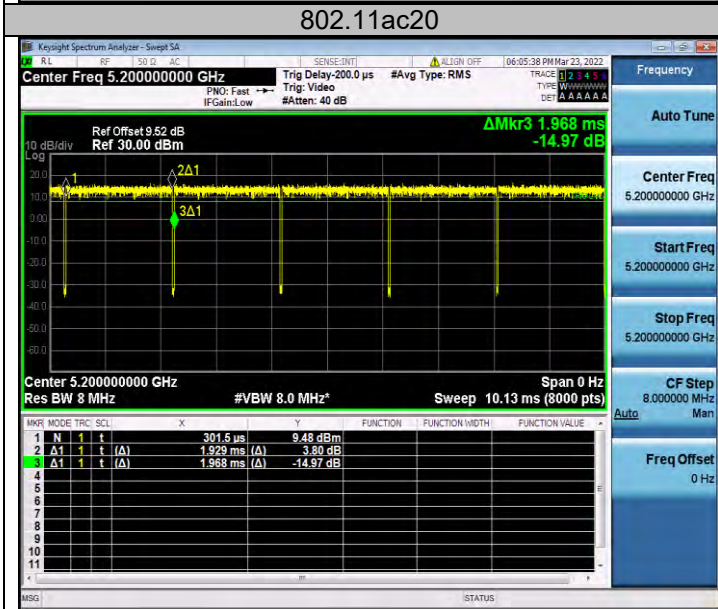 802.11ac20
Keysight Spectrum Analyzer - Swept SA
RL RF 50 Ω AC SENSE:INT ALIGN OFF 06:05:38 PM Mar 23, 2022
Center Freq 5.200000000 GHz Trig Delay-200.0 µs #Avg Type: RMS TRACE 1 2 3 4 5 6
PNO: Fast Trig: Video TYPE W
IFGain:Low #Atten: 40 dB DET A A A A A A
Frequency
Ref Offset 9.52 dB ΔMkr3 1.968 ms
10 dB/div Ref 30.00 dBm -14.97 dB
Log
20.0
10.0
0.00
-10.0
-20.0
-30.0
-40.0
-50.0
-60.0
1
2Δ1
3Δ1
Center 5.200000000 GHz Span 0 Hz
Res BW 8 MHz #VBW 8.0 MHz* Sweep 10.13 ms (8000 pts)
MKR MODE TRC SCL X Y FUNCTION FUNCTION WIDTH FUNCTION VALUE
1 N 1 t 301.5 µs 9.48 dBm
2 Δ1 1 t (Δ) 1.929 ms (Δ) 3.80 dB
3 Δ1 1 t (Δ) 1.968 ms (Δ) -14.97 dB
4
5
6
7
8
9
10
11
Auto Tune
Center Freq
5.200000000 GHz
Start Freq
5.200000000 GHz
Stop Freq
5.200000000 GHz
CF Step
8.000000 MHz
Auto Man
Freq Offset
0 Hz
MSG STATUS